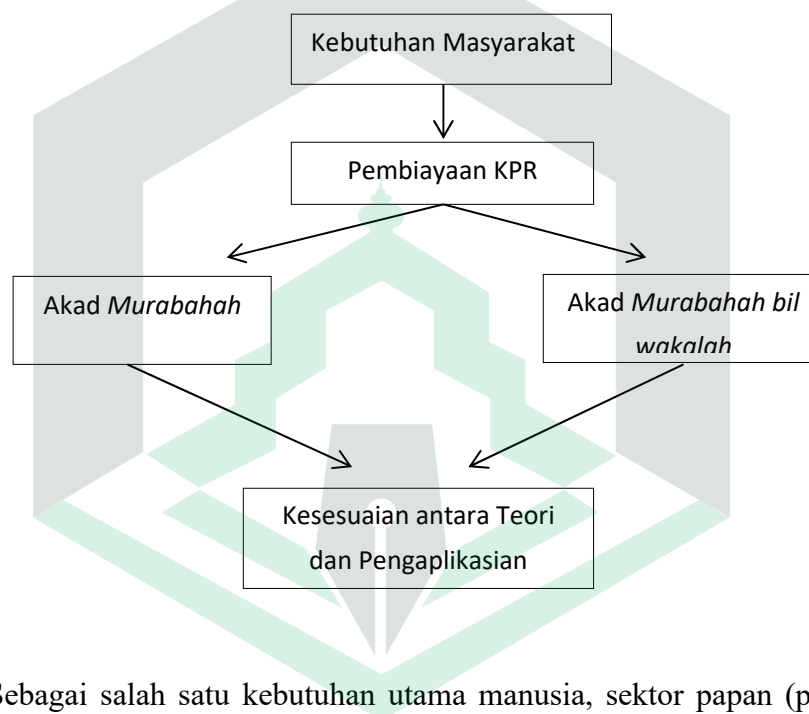 Kebutuhan Masyarakat
Pembiayaan KPR
Akad Murabahah
Akad Murabahah bil
wakalah
Kesesuaian antara Teori
dan Pengaplikasian
Sebagai salah satu kebutuhan utama manusia, sektor papan (p